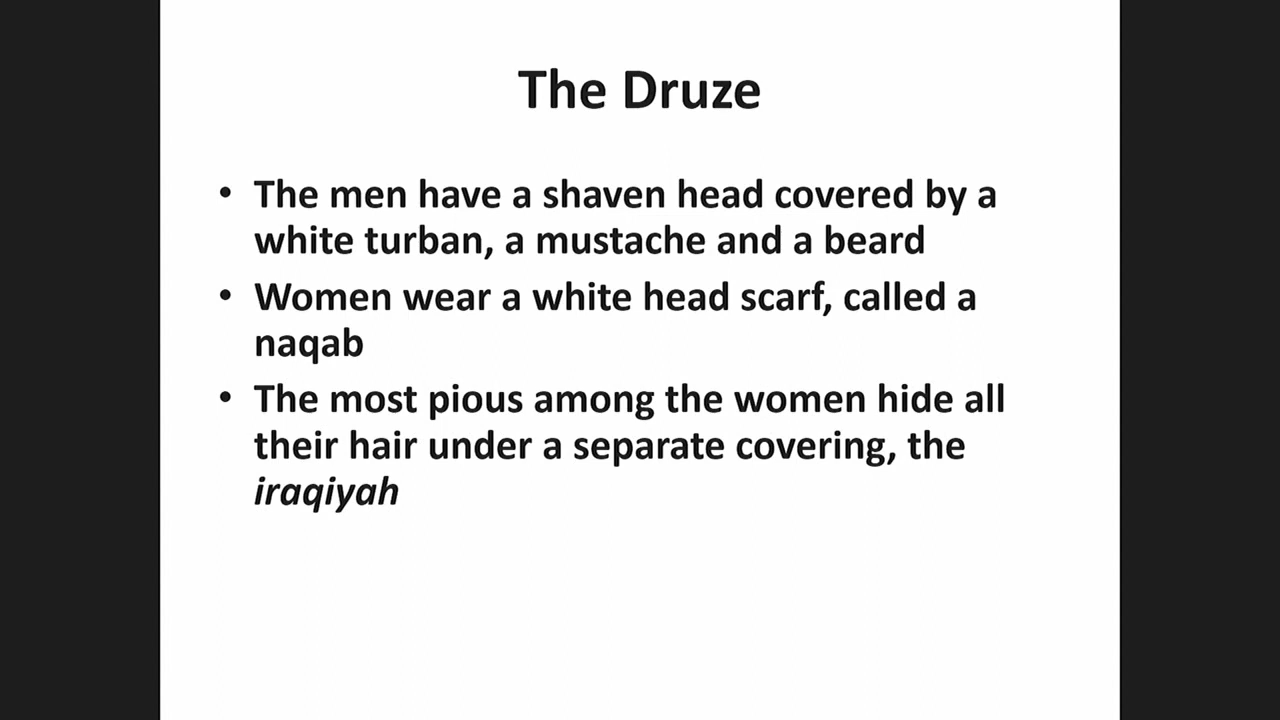 The Druze
• The men have a shaven head covered by a
white turban, a mustache and a beard
• Women wear a white head scarf, called a
naqab
• The most pious among the women hide all
their hair under a separate covering, the
iraqiyah